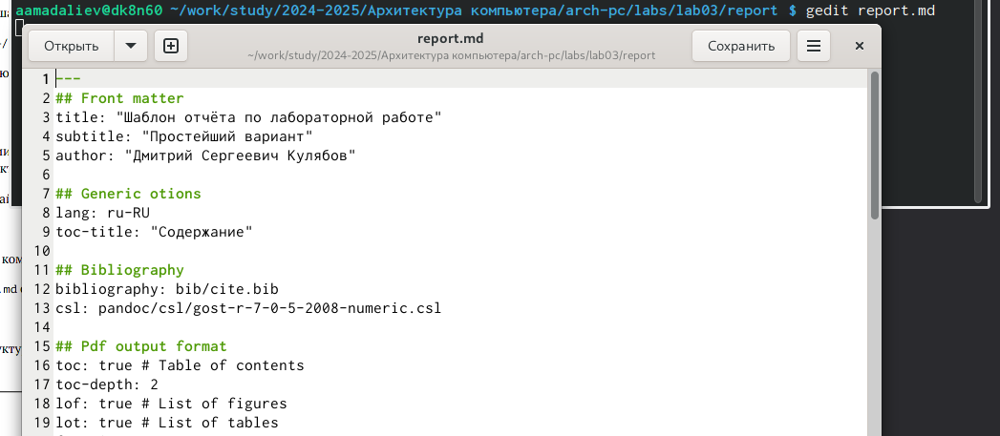 aamadaliev@dk8n60 ~/work/study/2024-2025/Архитектура компьютера/arch-pc/labs/lab03/report $ gedit report.md
Открыть
report.md
~/work/study/2024-2025/Архитектура компьютера/arch-pc/labs/lab03/report
Сохранить
1 ---
2 ## Front matter
3 title: "Шаблон отчёта по лабораторной работе"
4 subtitle: "Простейший вариант"
5 author: "Дмитрий Сергеевич Кулябов"
6
7 ## Generic otions
8 lang: ru-RU
9 toc-title: "Содержание"
10
11 ## Bibliography
12 bibliography: bib/cite.bib
13 csl: pandoc/csl/gost-r-7-0-5-2008-numeric.csl
14
15 ## Pdf output format
16 toc: true # Table of contents
17 toc-depth: 2
18 lof: true # List of figures
19 lot: true # List of tables